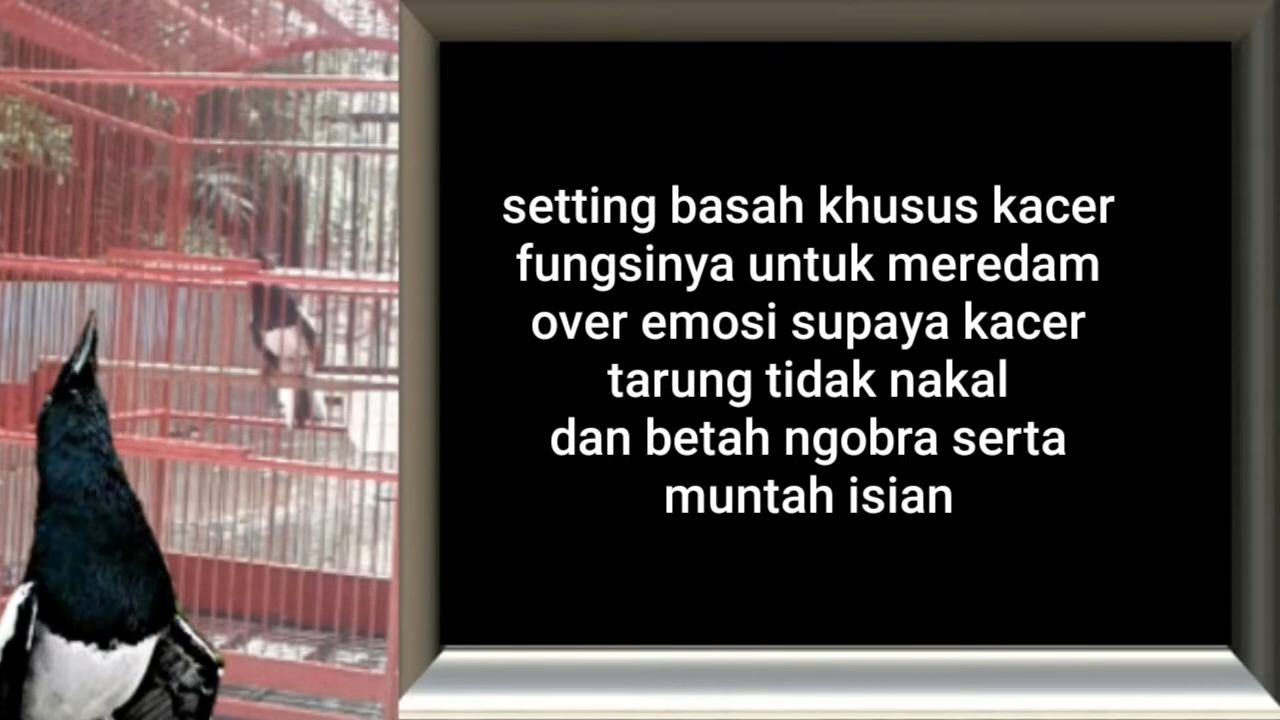 setting basah khusus kacer
fungsinya untuk meredam
over emosi supaya kacer
tarung tidak nakal
dan betah ngobra serta
muntah isian